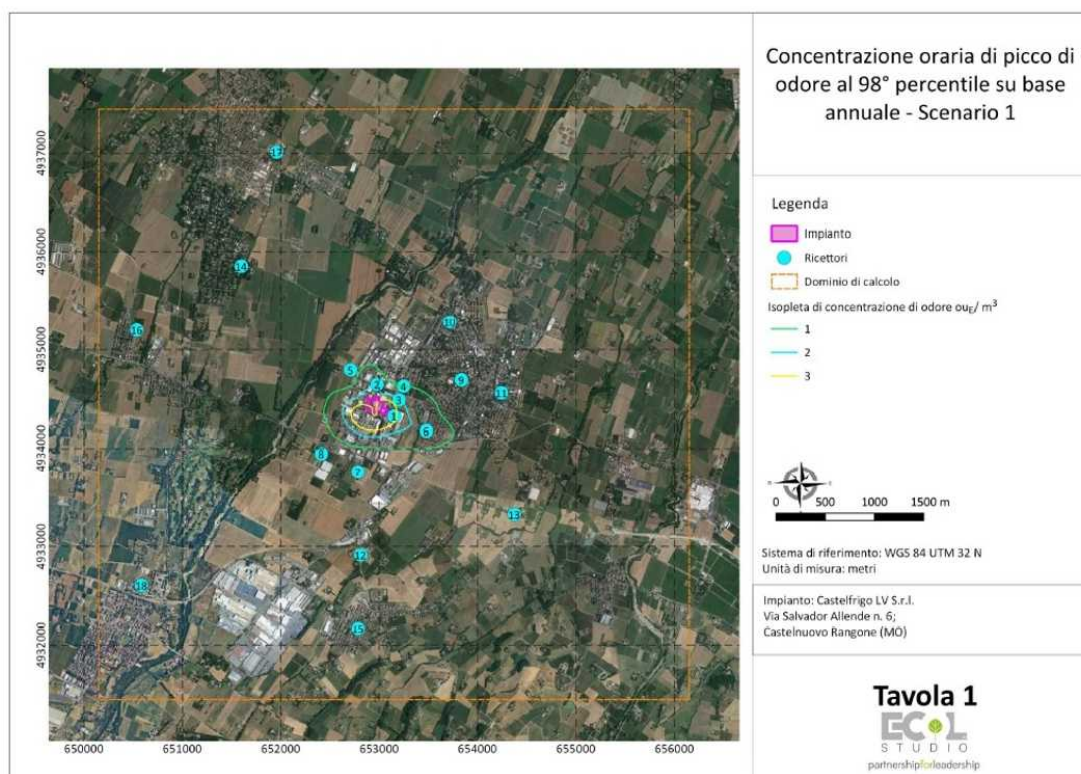 Concentrazione oraria di picco di
odore al 98° percentile su base
annuale - Scenario 1
Legenda
Impianto
Ricettori
Dominio di calcolo
Isopleta di concentrazione di odore ouE/ m³
1
2
3
0 500 1000 1500 m
Sistema di riferimento: WGS 84 UTM 32 N
Unità di misura: metri
Impianto: Castelfrigo LV S.r.l.
Via Salvador Allende n. 6;
Castelnuovo Rangone (MO)
Tavola 1
ECOL
STUDIO
partnershipforleadership
4937000
4936000
4935000
4934000
4933000
4932000
650000 651000 652000 653000 654000 655000 656000
17
14
16
10
5
2
4
9
11
3
1
6
8
7
13
12
18
15